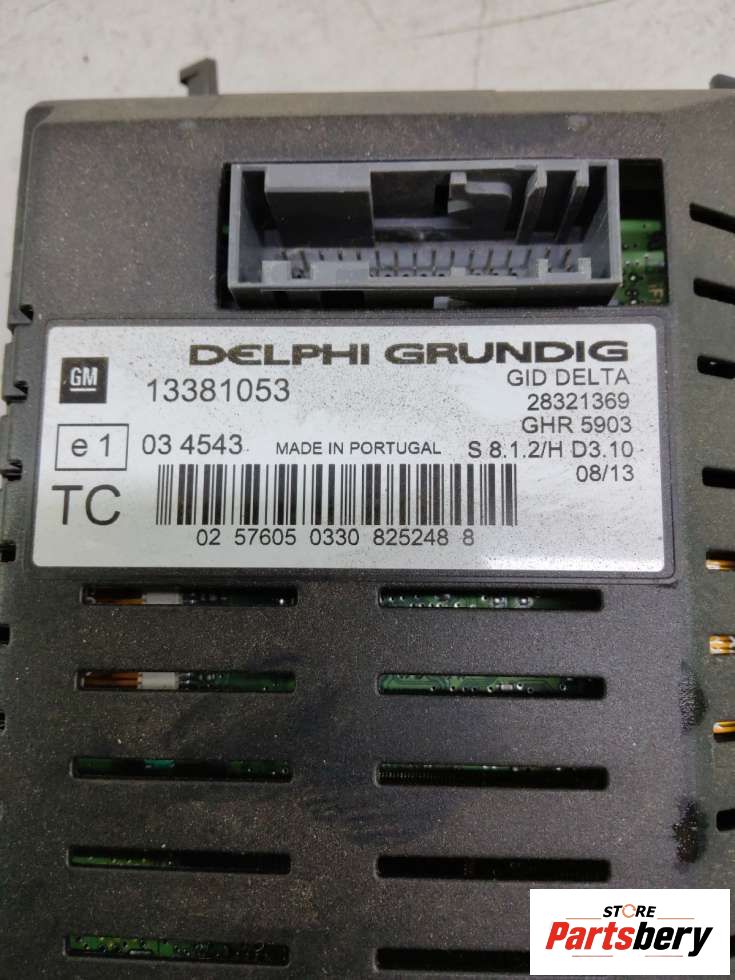 DELPHI GRUNDIG
GM
13381053
GID DELTA
28321369
GHR 5903
e 1
03 4543
MADE IN PORTUGAL
S 8.1.2/H D3.10
08/13
TC
02 57605 0330 825248 8
STORE
Partsbery